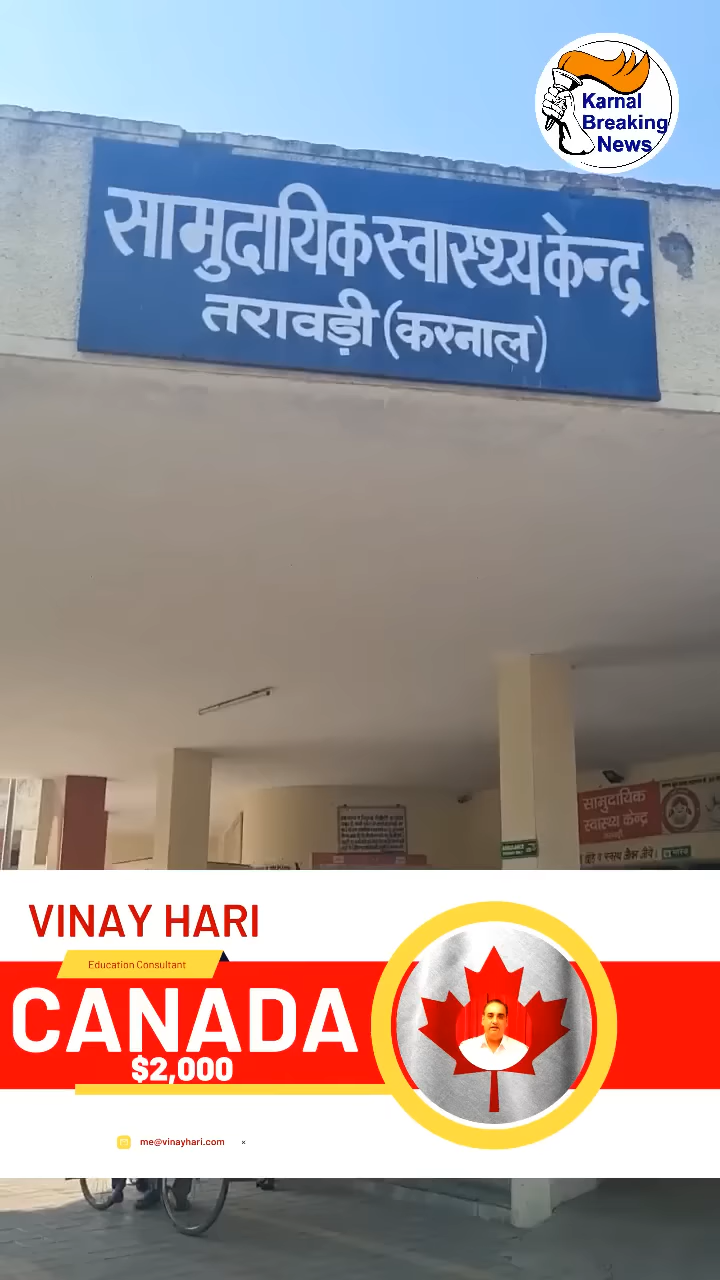 Karnal
Breaking
News
सामुदायिक स्वास्थ्य केन्द्र
तरावड़ी (करनाल)
सामुदायिक
स्वास्थ्य केन्द्र
VINAY HARI
Education Consultant
CANADA
$2,000
me@vinayhari.com